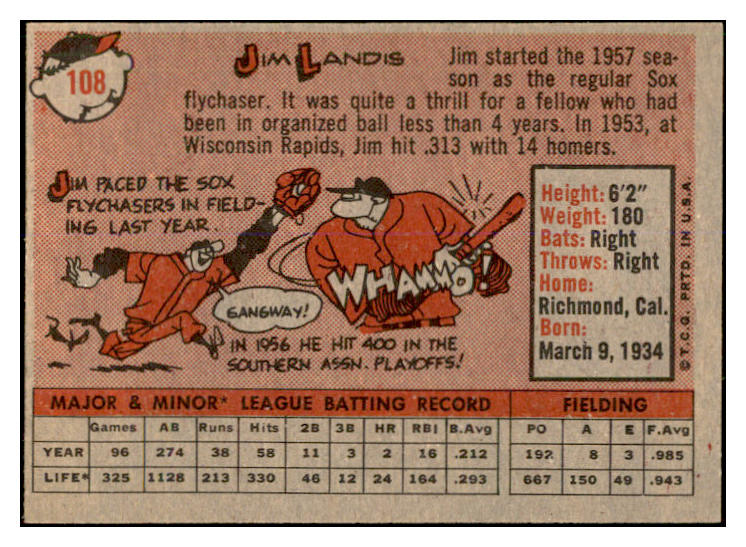 108
JIM LANDIS
Jim started the 1957 sea-
son as the regular Sox
flychaser. It was quite a thrill for a fellow who had
been in organized ball less than 4 years. In 1953, at
Wisconsin Rapids, Jim hit .313 with 14 homers.
JIM PACED THE SOX
FLYCHASERS IN FIELD-
ING LAST YEAR.
GANGWAY!
WHAMMO!
IN 1956 HE HIT 400 IN THE
SOUTHERN ASSN. PLAYOFFS!
Height: 6'2"
Weight: 180
Bats: Right
Throws: Right
Home:
Richmond, Cal.
Born:
March 9, 1934
© T.C.G. PRTD. IN U.S.A.
MAJOR & MINOR* LEAGUE BATTING RECORD FIELDING
Games AB Runs Hits 2B 3B HR RBI B.Avg PO A E F.Avg
YEAR 96 274 38 58 11 3 2 16 .212 192 8 3 .985
LIFE* 325 1128 213 330 46 12 24 164 .293 667 150 49 .943